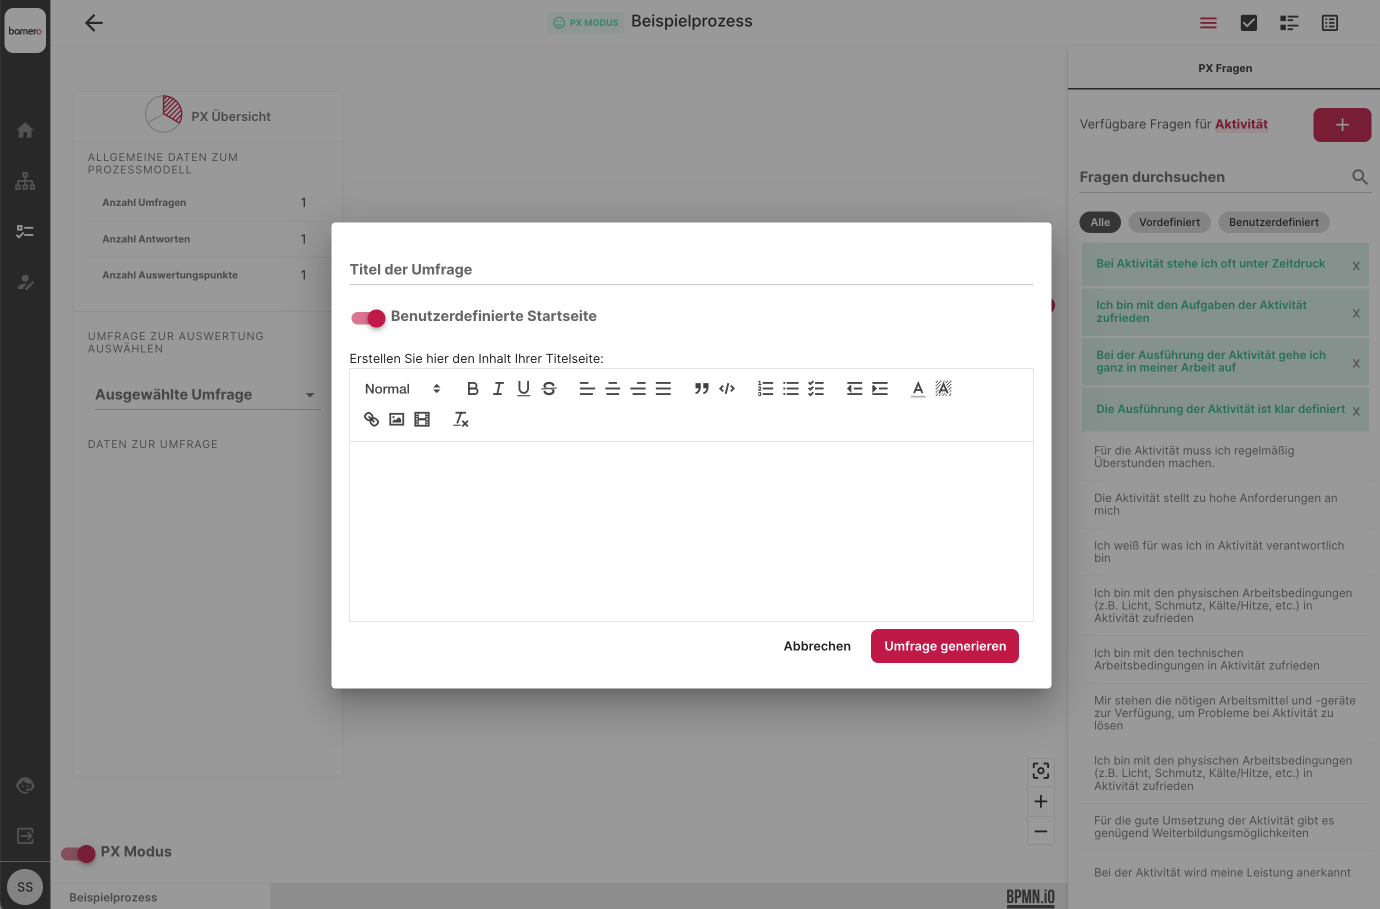 barnero
PX MODUS
Beispielprozess
PX Übersicht
ALLGEMEINE DATEN ZUM
PROZESSMODELL
Anzahl Umfragen 1
Anzahl Antworten 1
Anzahl Auswertungspunkte 1
UMFRAGE ZUR AUSWERTUNG
AUSWÄHLEN
Ausgewählte Umfrage
DATEN ZUR UMFRAGE
PX Modus
SS
Beispielprozess
Titel der Umfrage
Benutzerdefinierte Startseite
Erstellen Sie hier den Inhalt Ihrer Titelseite:
Normal
Abbrechen
Umfrage generieren
BPMN.iO
PX Fragen
Verfügbare Fragen für Aktivität
Fragen durchsuchen
Alle Vordefiniert Benutzerdefiniert
Bei Aktivität stehe ich oft unter Zeitdruck x
Ich bin mit den Aufgaben der Aktivität
zufrieden x
Bei der Ausführung der Aktivität gehe ich
ganz in meiner Arbeit auf x
Die Ausführung der Aktivität ist klar definiert x
Für die Aktivität muss ich regelmäßig
Überstunden machen.
Die Aktivität stellt zu hohe Anforderungen an
mich
Ich weiß für was ich in Aktivität verantwortlich
bin
Ich bin mit den physischen Arbeitsbedingungen
(z.B. Licht, Schmutz, Kälte/Hitze, etc.) in
Aktivität zufrieden
Ich bin mit den technischen
Arbeitsbedingungen in Aktivität zufrieden
Mir stehen die nötigen Arbeitsmittel und -geräte
zur Verfügung, um Probleme bei Aktivität zu
lösen
Ich bin mit den physischen Arbeitsbedingungen
(z.B. Licht, Schmutz, Kälte/Hitze, etc.) in
Aktivität zufrieden
Für die gute Umsetzung der Aktivität gibt es
genügend Weiterbildungsmöglichkeiten
Bei der Aktivität wird meine Leistung anerkannt